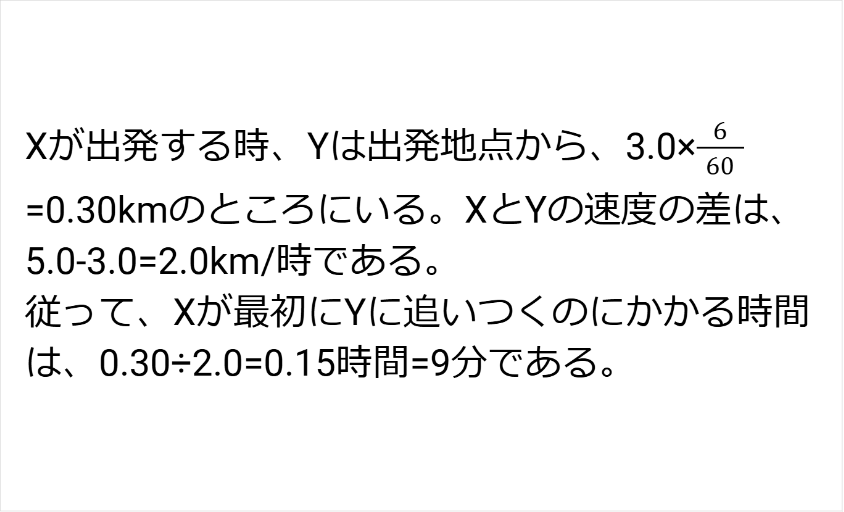 Xが出発する時、Yは出発地点から、3.0×6/60
=0.30kmのところにいる。XとYの速度の差は、
5.0-3.0=2.0km/時である。
従って、Xが最初にYに追いつくのにかかる時間
は、0.30÷2.0=0.15時間=9分である。